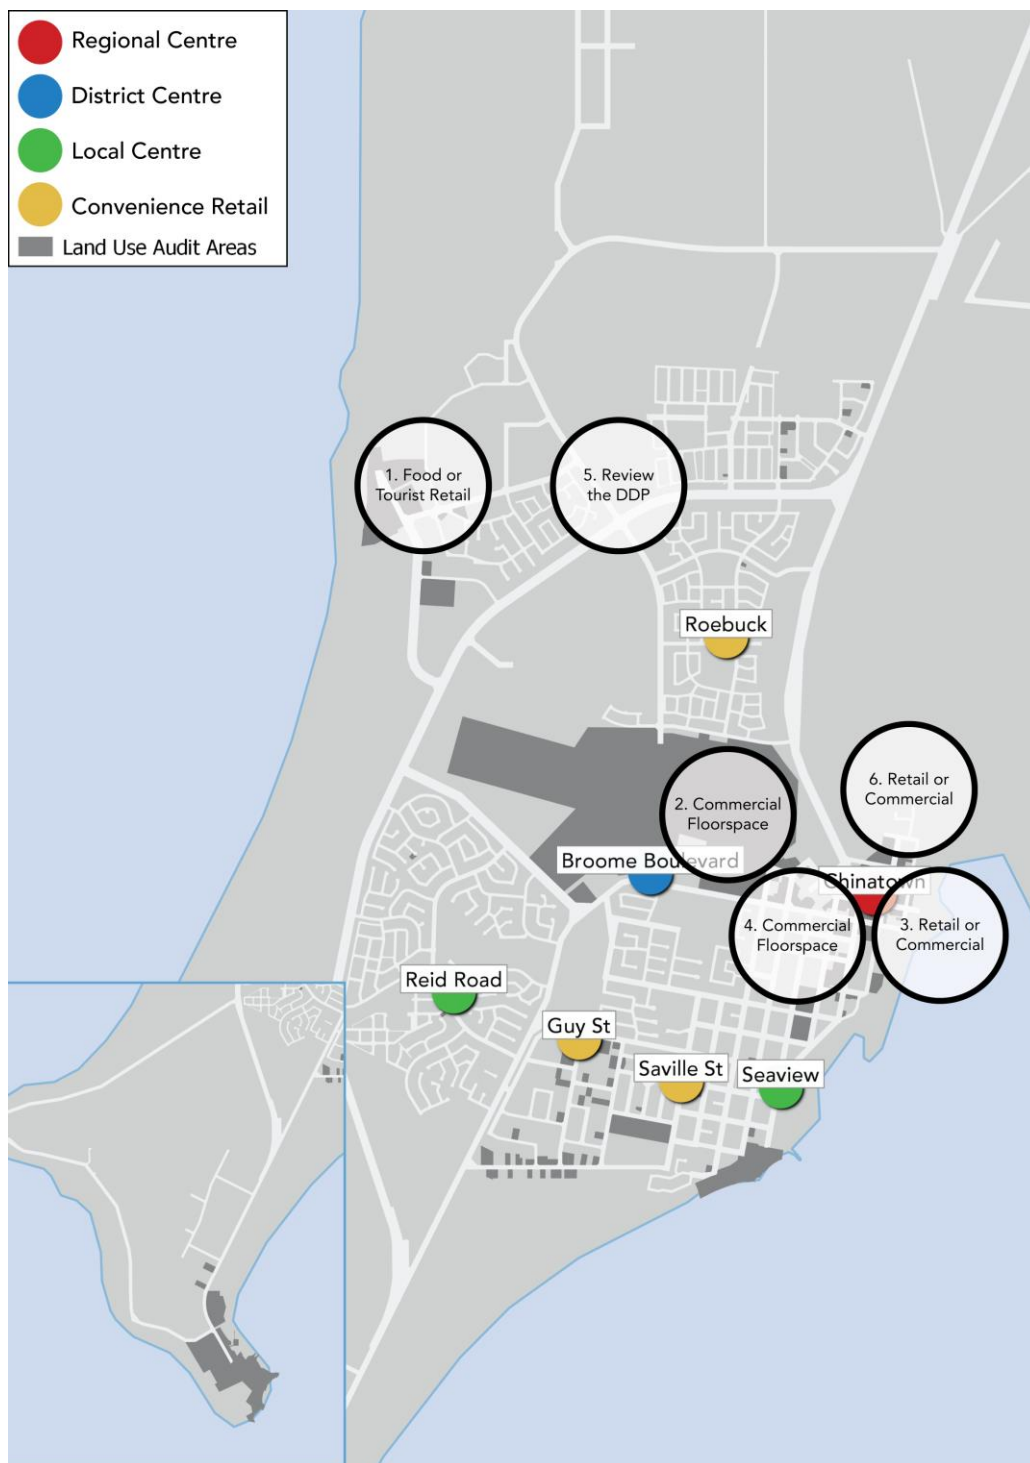 Regional Centre
District Centre
Local Centre
Convenience Retail
Land Use Audit Areas
1. Food or
Tourist Retail
5. Review
the DDP
Roebuck
6. Retail or
Commercial
2. Commercial
Floorspace
Broome Boulevard
Chinatown
4. Commercial
Floorspace
3. Retail or
Commercial
Reid Road
Guy St
Saville St
Seaview